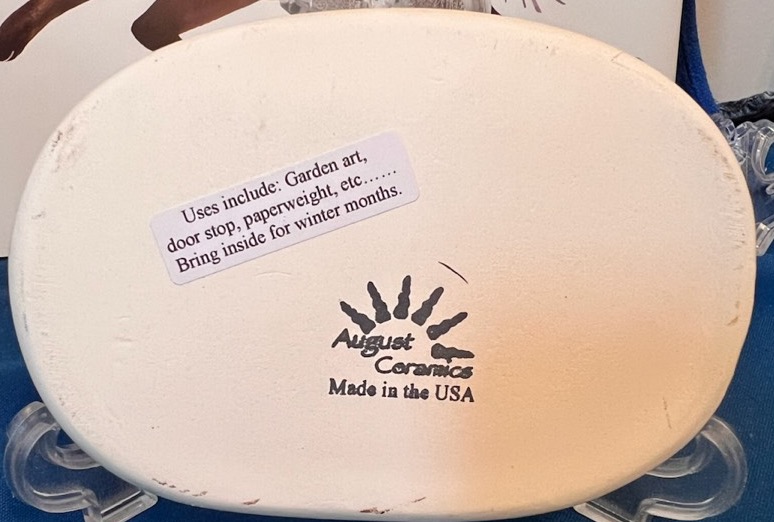 Uses include: Garden art,
door stop, paperweight, etc......
Bring inside for winter months.
August
Ceramics
Made in the USA